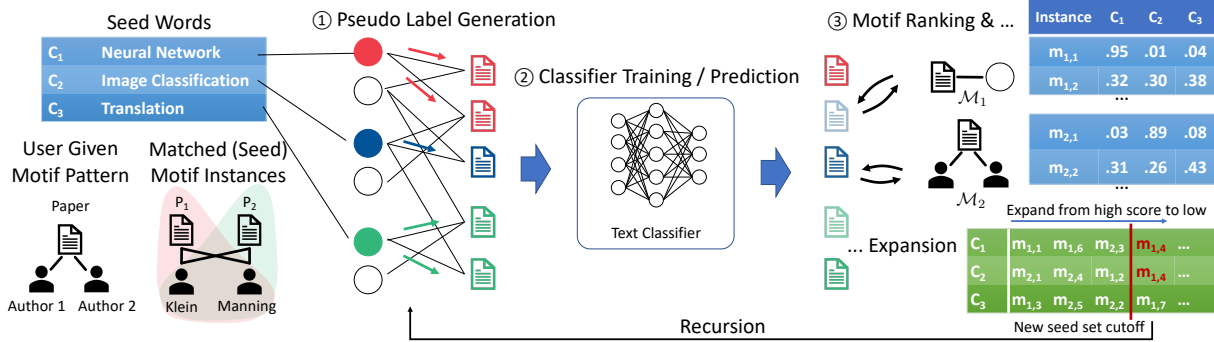 Seed Words
C1 Neural Network
C2 Image Classification
C3 Translation
User Given
Motif Pattern
Paper
Author 1 Author 2
Matched (Seed)
Motif Instances
P1 P2
Klein Manning
① Pseudo Label Generation
② Classifier Training / Prediction
Text Classifier
③ Motif Ranking & ...
M1
M2
Instance C1 C2 C3
m1,1 .95 .01 .04
m1,2 .32 .30 .38
...
m2,1 .03 .89 .08
m2,2 .31 .26 .43
...
Expand from high score to low
... Expansion
C1 m1,1 m1,6 m2,3 m1,4 ...
C2 m2,1 m2,4 m1,2 m1,4 ...
C3 m1,3 m2,5 m2,2 m1,7 ...
New seed set cutoff
Recursion